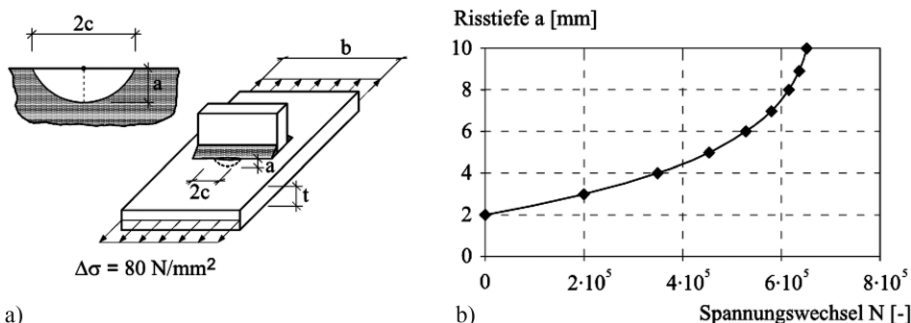 2c
a
b
a
2c
t
Δσ = 80 N/mm²
a)
Risstiefe a [mm]
10
8
6
4
2
0
0 2·10⁵ 4·10⁵ 6·10⁵ 8·10⁵
b) Spannungswechsel N [-]